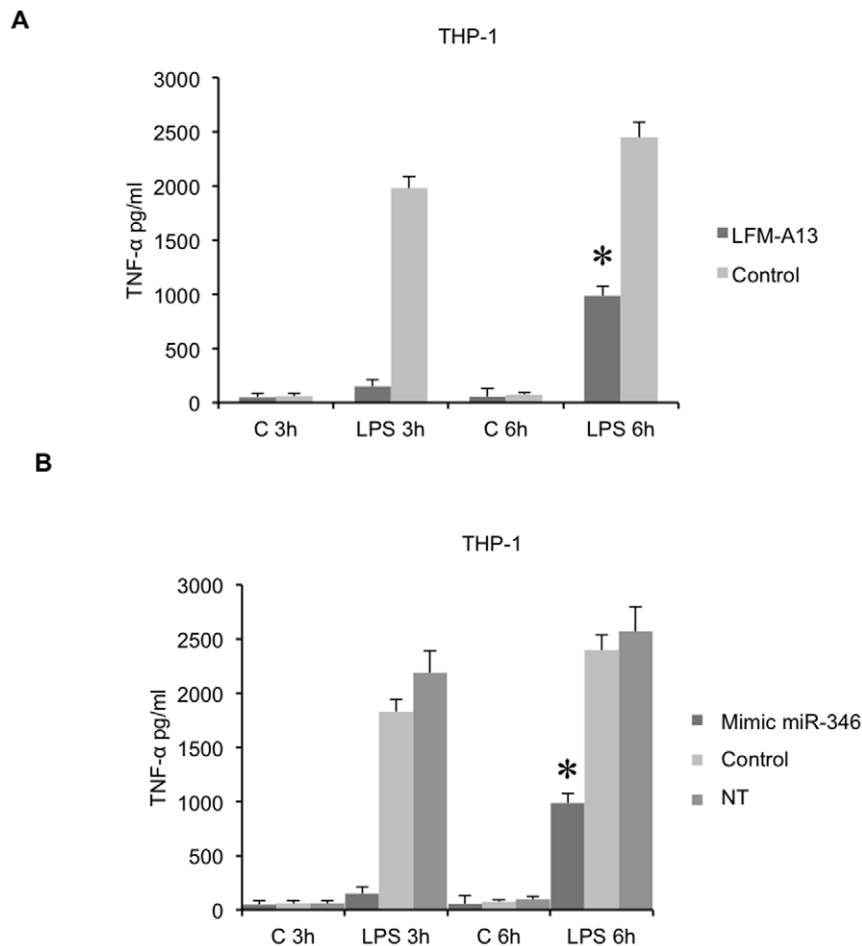 A
THP-1
TNF-α pg/ml
3000
2500
2000
1500
1000
500
0
*
C 3h
LPS 3h
C 6h
LPS 6h
LFM-A13
Control
B
THP-1
TNF-α pg/ml
3000
2500
2000
1500
1000
500
0
*
C 3h
LPS 3h
C 6h
LPS 6h
Mimic miR-346
Control
NT